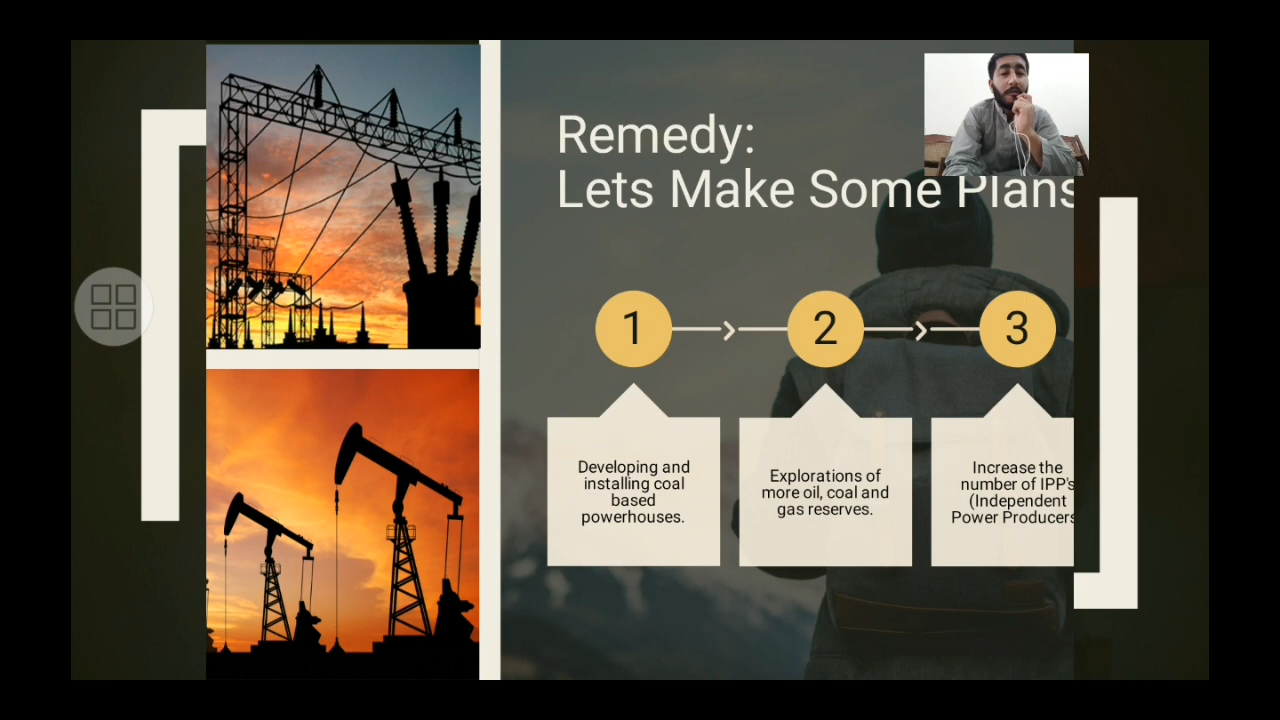 Remedy:
Lets Make Some Plans
1
2
3
Developing and
installing coal
based
powerhouses.
Explorations of
more oil, coal and
gas reserves.
Increase the
number of IPP's
(Independent
Power Producers